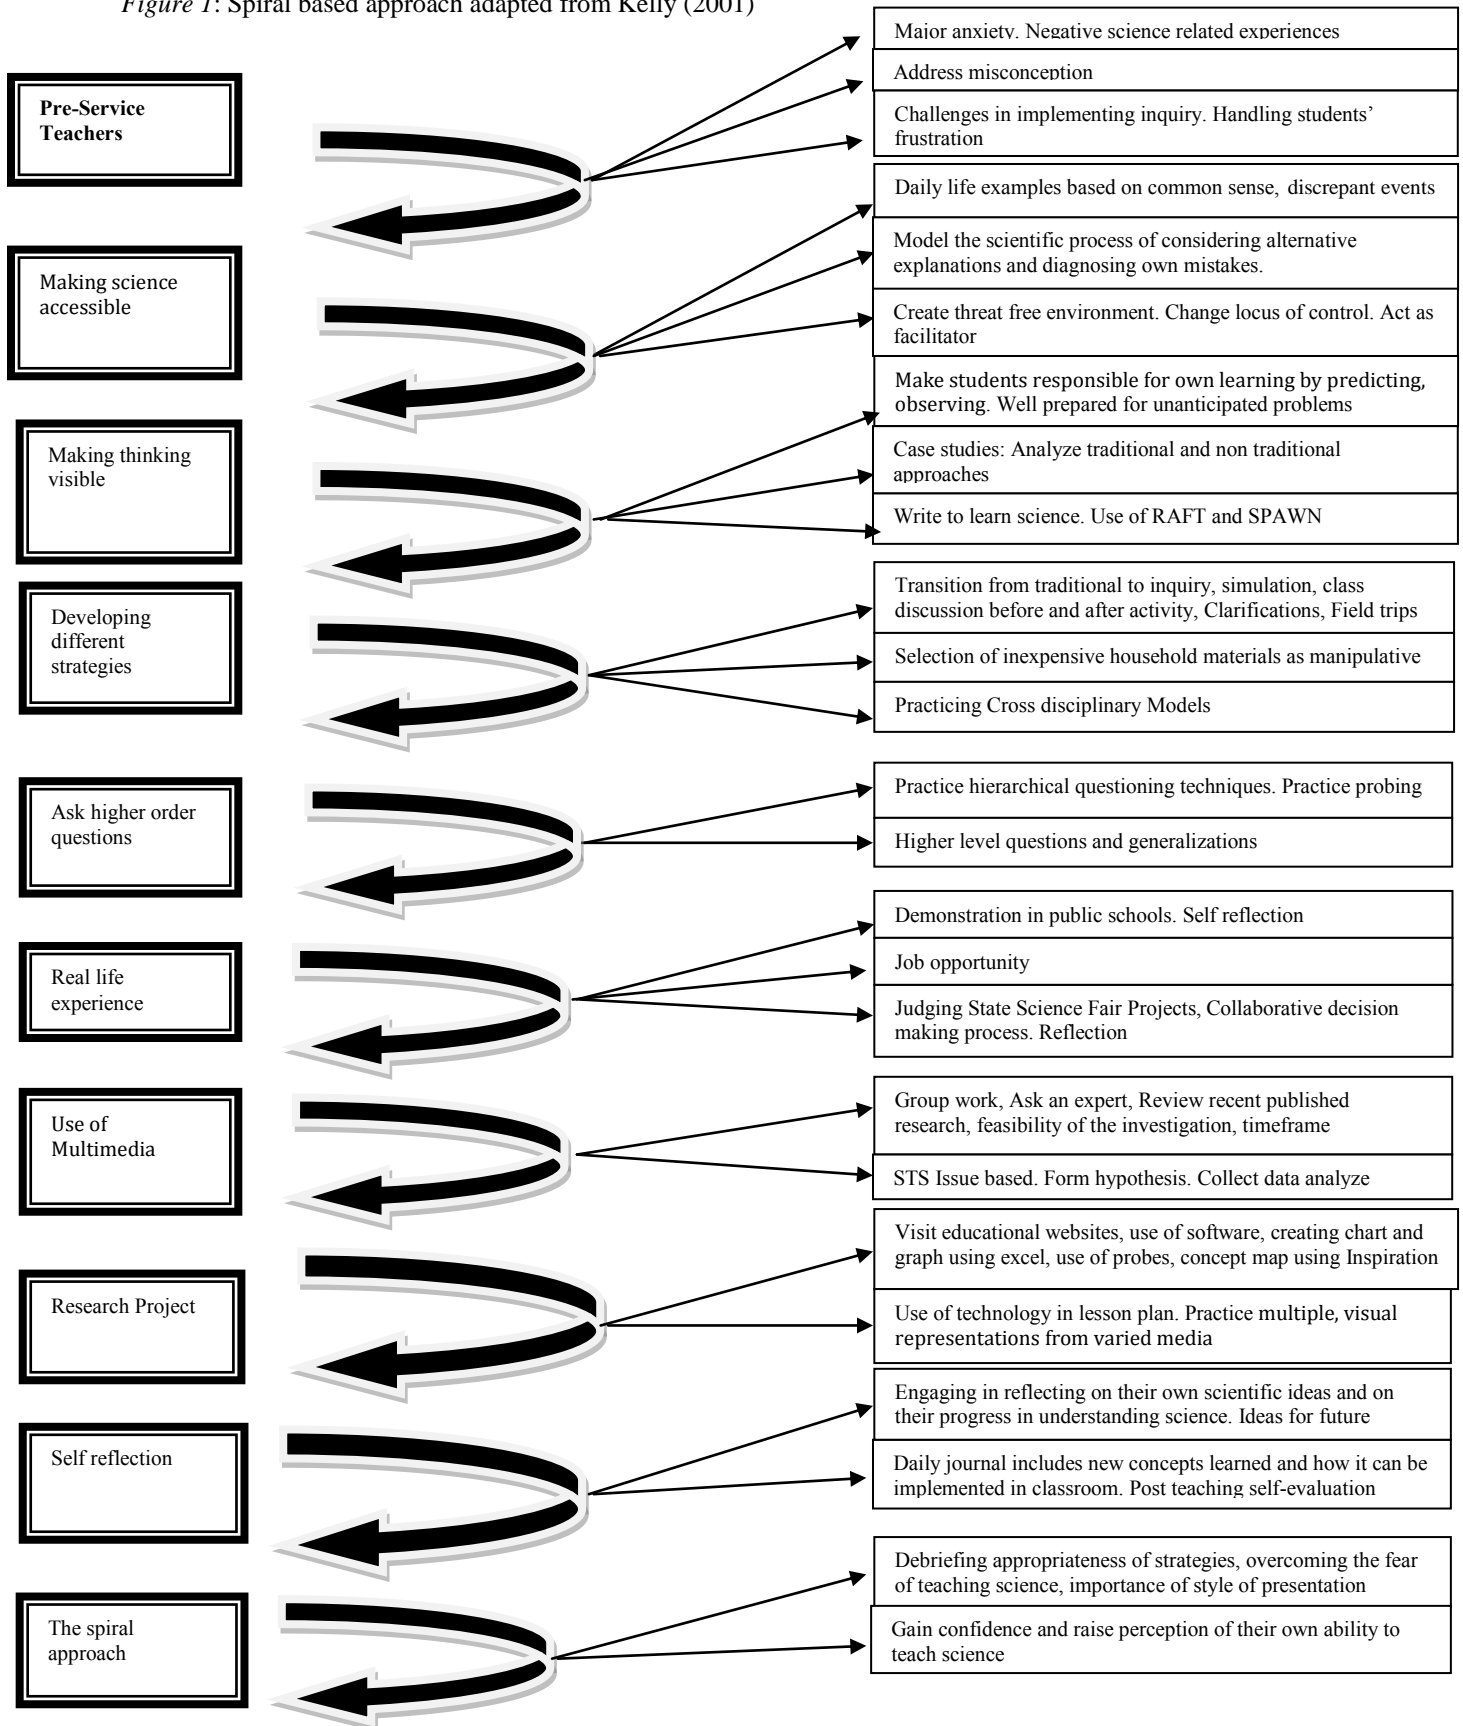 Figure 1: Spiral based approach adapted from Kelly (2001)
Pre-Service
Teachers
Major anxiety. Negative science related experiences
Address misconception
Challenges in implementing inquiry. Handling students’
frustration
Making science
accessible
Daily life examples based on common sense, discrepant events
Model the scientific process of considering alternative
explanations and diagnosing own mistakes.
Create threat free environment. Change locus of control. Act as
facilitator
Making thinking
visible
Make students responsible for own learning by predicting,
observing. Well prepared for unanticipated problems
Case studies: Analyze traditional and non traditional
approaches
Write to learn science. Use of RAFT and SPAWN
Developing
different
strategies
Transition from traditional to inquiry, simulation, class
discussion before and after activity, Clarifications, Field trips
Selection of inexpensive household materials as manipulative
Practicing Cross disciplinary Models
Ask higher order
questions
Practice hierarchical questioning techniques. Practice probing
Higher level questions and generalizations
Real life
experience
Demonstration in public schools. Self reflection
Job opportunity
Judging State Science Fair Projects, Collaborative decision
making process. Reflection
Use of
Multimedia
Group work, Ask an expert, Review recent published
research, feasibility of the investigation, timeframe
STS Issue based. Form hypothesis. Collect data analyze
Research Project
Visit educational websites, use of software, creating chart and
graph using excel, use of probes, concept map using Inspiration
Use of technology in lesson plan. Practice multiple, visual
representations from varied media
Self reflection
Engaging in reflecting on their own scientific ideas and on
their progress in understanding science. Ideas for future
Daily journal includes new concepts learned and how it can be
implemented in classroom. Post teaching self-evaluation
The spiral
approach
Debriefing appropriateness of strategies, overcoming the fear
of teaching science, importance of style of presentation
Gain confidence and raise perception of their own ability to
teach science